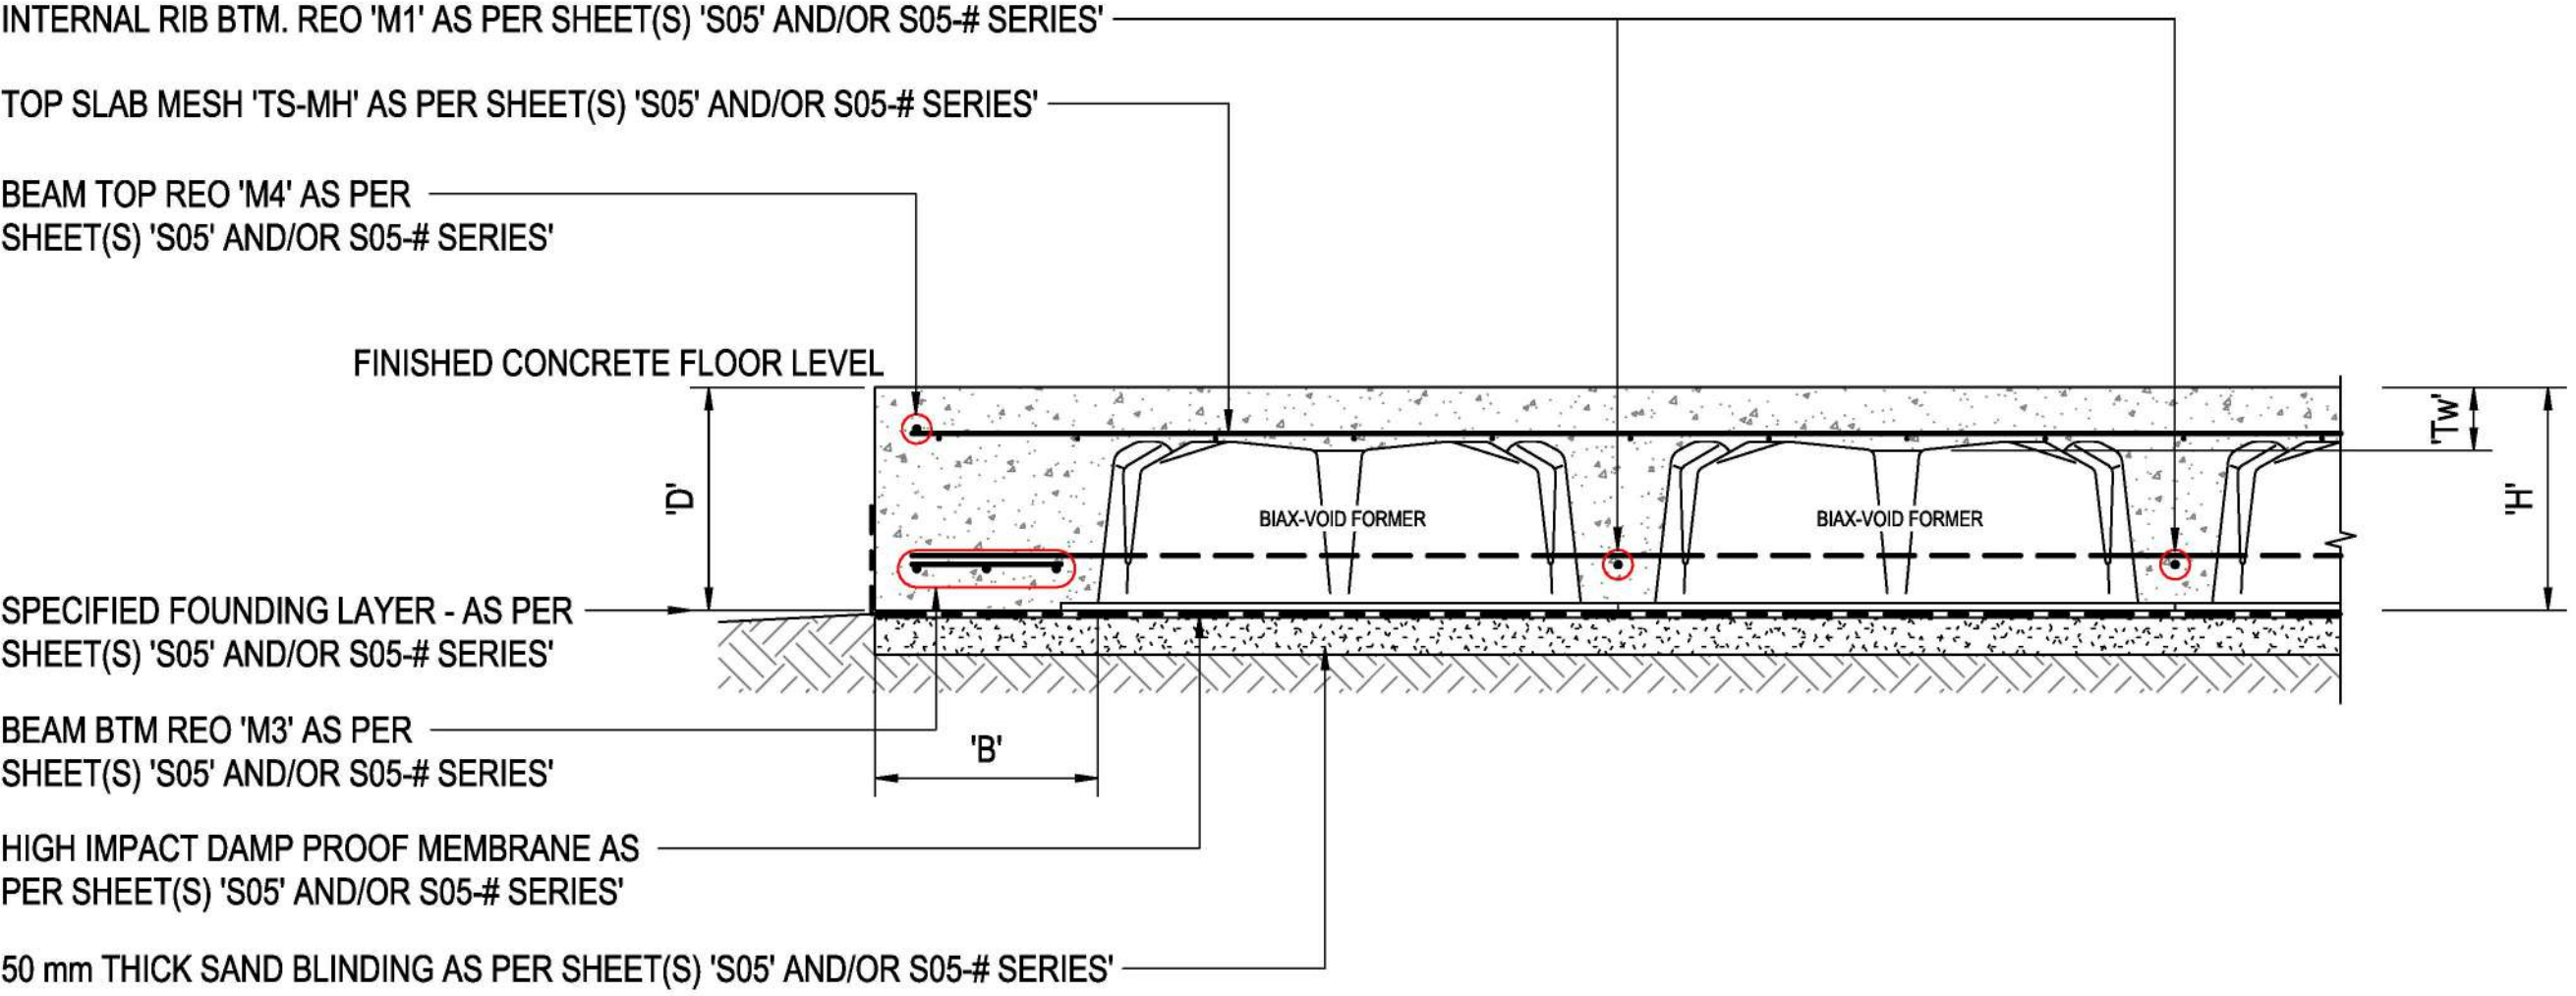 INTERNAL RIB BTM. REO 'M1' AS PER SHEET(S) 'S05' AND/OR S05-# SERIES'
TOP SLAB MESH 'TS-MH' AS PER SHEET(S) 'S05' AND/OR S05-# SERIES'
BEAM TOP REO 'M4' AS PER
SHEET(S) 'S05' AND/OR S05-# SERIES'
FINISHED CONCRETE FLOOR LEVEL
'D'
'Tw'
'H'
BIAX-VOID FORMER
BIAX-VOID FORMER
SPECIFIED FOUNDING LAYER - AS PER
SHEET(S) 'S05' AND/OR S05-# SERIES'
BEAM BTM REO 'M3' AS PER
SHEET(S) 'S05' AND/OR S05-# SERIES'
'B'
HIGH IMPACT DAMP PROOF MEMBRANE AS
PER SHEET(S) 'S05' AND/OR S05-# SERIES'
50 mm THICK SAND BLINDING AS PER SHEET(S) 'S05' AND/OR S05-# SERIES'